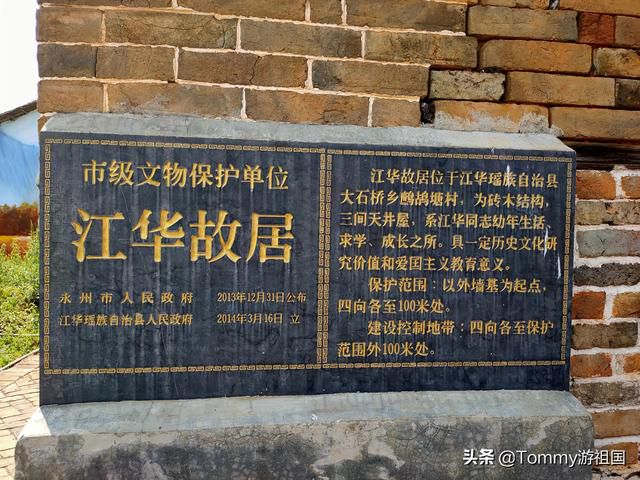 市级文物保护单位
江华故居
永州市人民政府 2013年12月31日公布
江华瑶族自治县人民政府 2014年3月16日 立
江华故居位于江华瑶族自治县
大石桥乡鹧鸪塘村，为砖木结构，
三间天井屋，系江华同志幼年生活、
求学、成长之所。具一定历史文化研
究价值和爱国主义教育意义。
保护范围：以外墙基为起点，
四向各至100米处。
建设控制地带：四向各至保护
范围外100米处。
头条 @Tommy游祖国